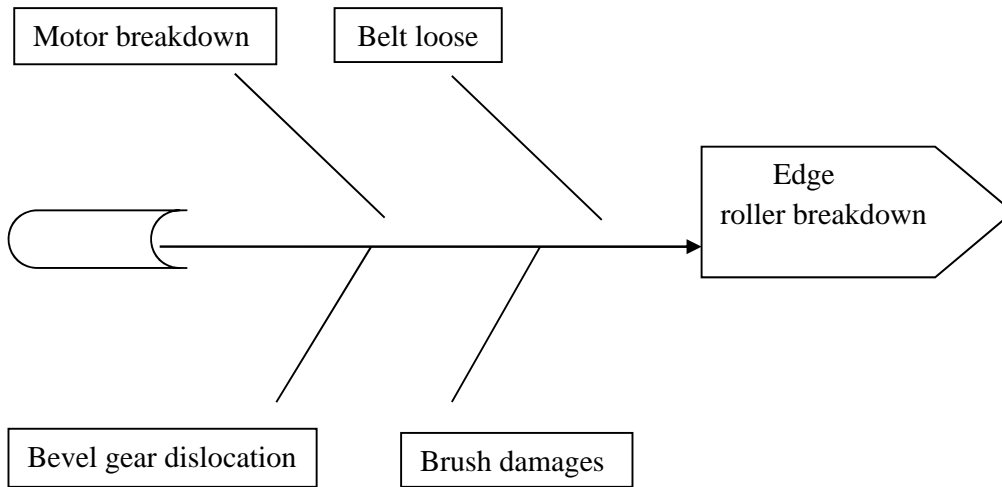 Motor breakdown
Belt loose
Edge
roller breakdown
Bevel gear dislocation
Brush damages